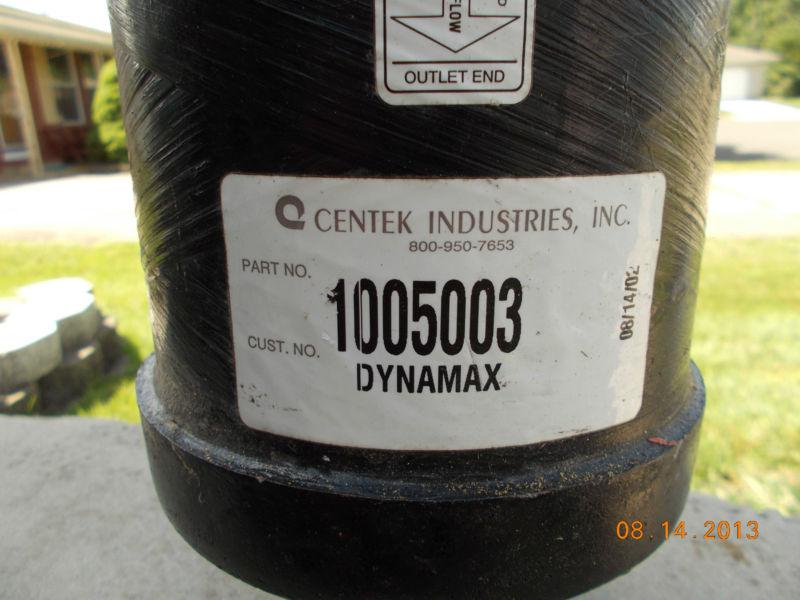 FLOW
OUTLET END
CENTEK INDUSTRIES, INC.
800-950-7653
PART NO. 1005003
CUST. NO.
DYNAMAX
08/14/02
08.14.2013